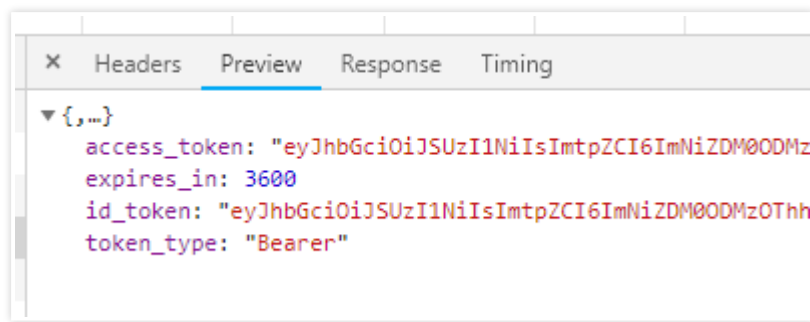 × Headers Preview Response Timing
▼{,…}
access_token: "eyJhbGciOiJSUzI1NiIsImtpZCI6ImNiZDM0ODMz
expires_in: 3600
id_token: "eyJhbGciOiJSUzI1NiIsImtpZCI6ImNiZDM0ODMzOThh
token_type: "Bearer"